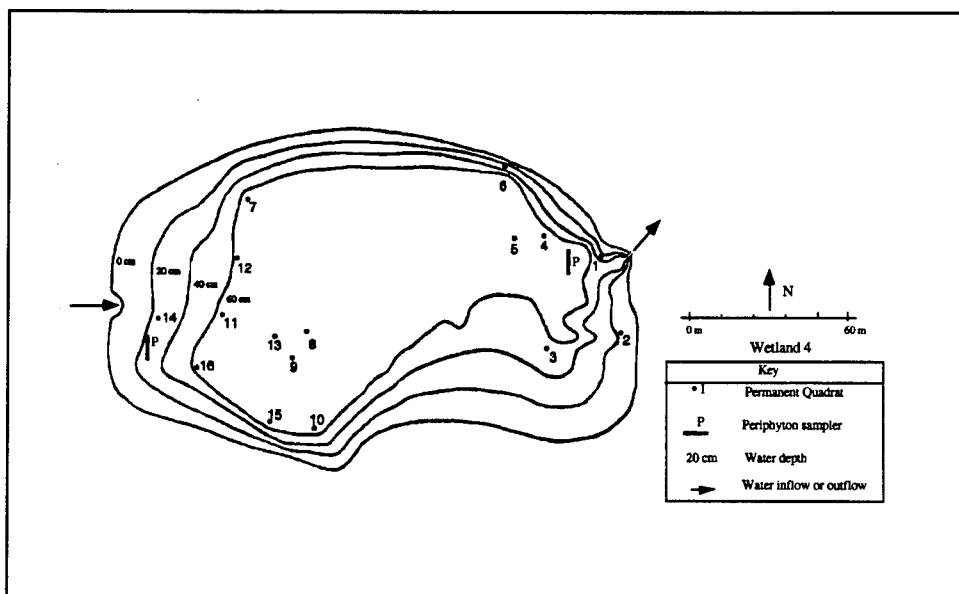 6
7
5
4
P
1
12
0 cm
20 cm
40 cm
60 cm
N
14
11
0 m
60 m
P
13
8
2
Wetland 4
9
3
16
Key
1 Permanent Quadrat
P Periphyton sampler
15
10
20 cm Water depth
Water inflow or outflow